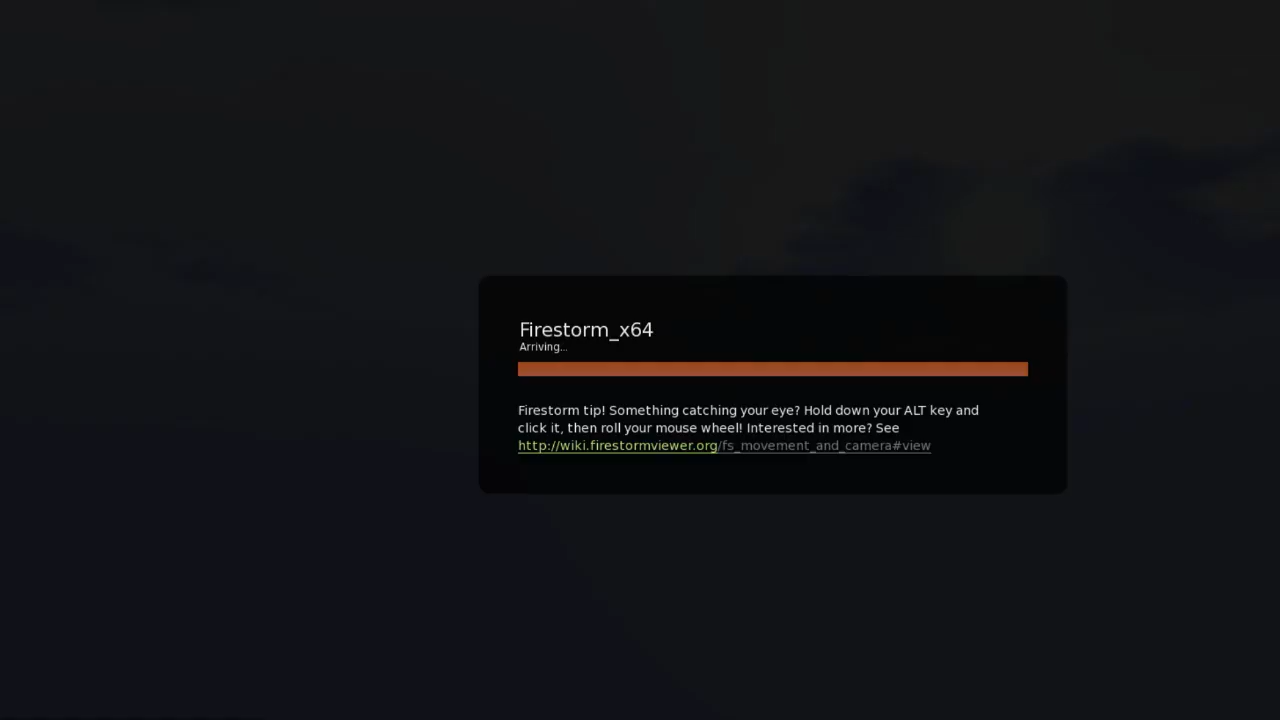 Firestorm_x64
Arriving...
Firestorm tip! Something catching your eye? Hold down your ALT key and
click it, then roll your mouse wheel! Interested in more? See
http://wiki.firestormviewer.org/fs_movement_and_camera#view